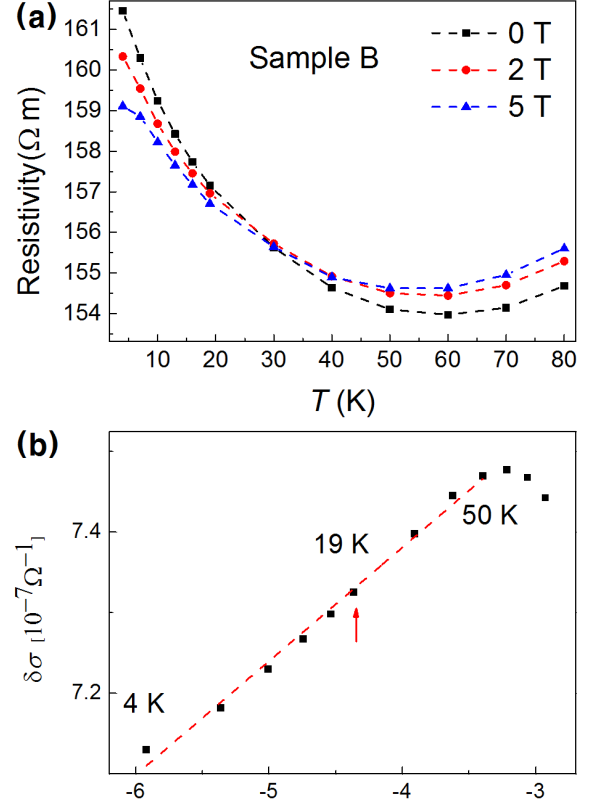 (a)
Sample B
0 T
2 T
5 T
Resistivity(Ω m)
161
160
159
158
157
156
155
154
10 20 30 40 50 60 70 80
T (K)
(b)
δσ [10⁻⁷Ω⁻¹]
7.4
7.2
4 K
19 K
50 K
-6 -5 -4 -3